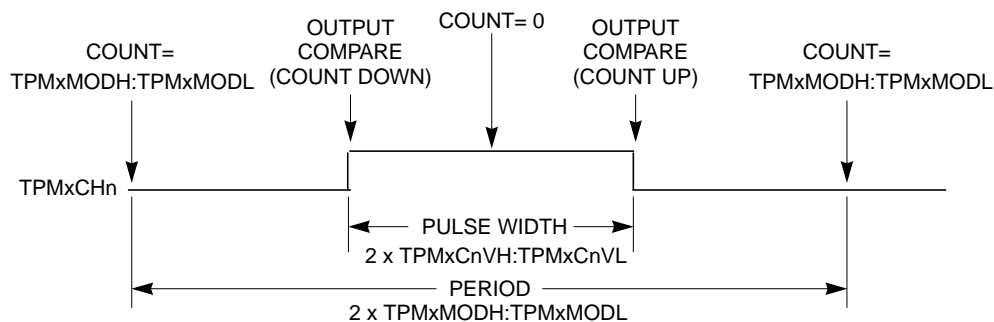 COUNT=
TPMxMODH:TPMxMODL
OUTPUT
COMPARE
(COUNT DOWN)
COUNT= 0
OUTPUT
COMPARE
(COUNT UP)
COUNT=
TPMxMODH:TPMxMODL
TPMxCHn
PULSE WIDTH
2 x TPMxCnVH:TPMxCnVL
PERIOD
2 x TPMxMODH:TPMxMODL